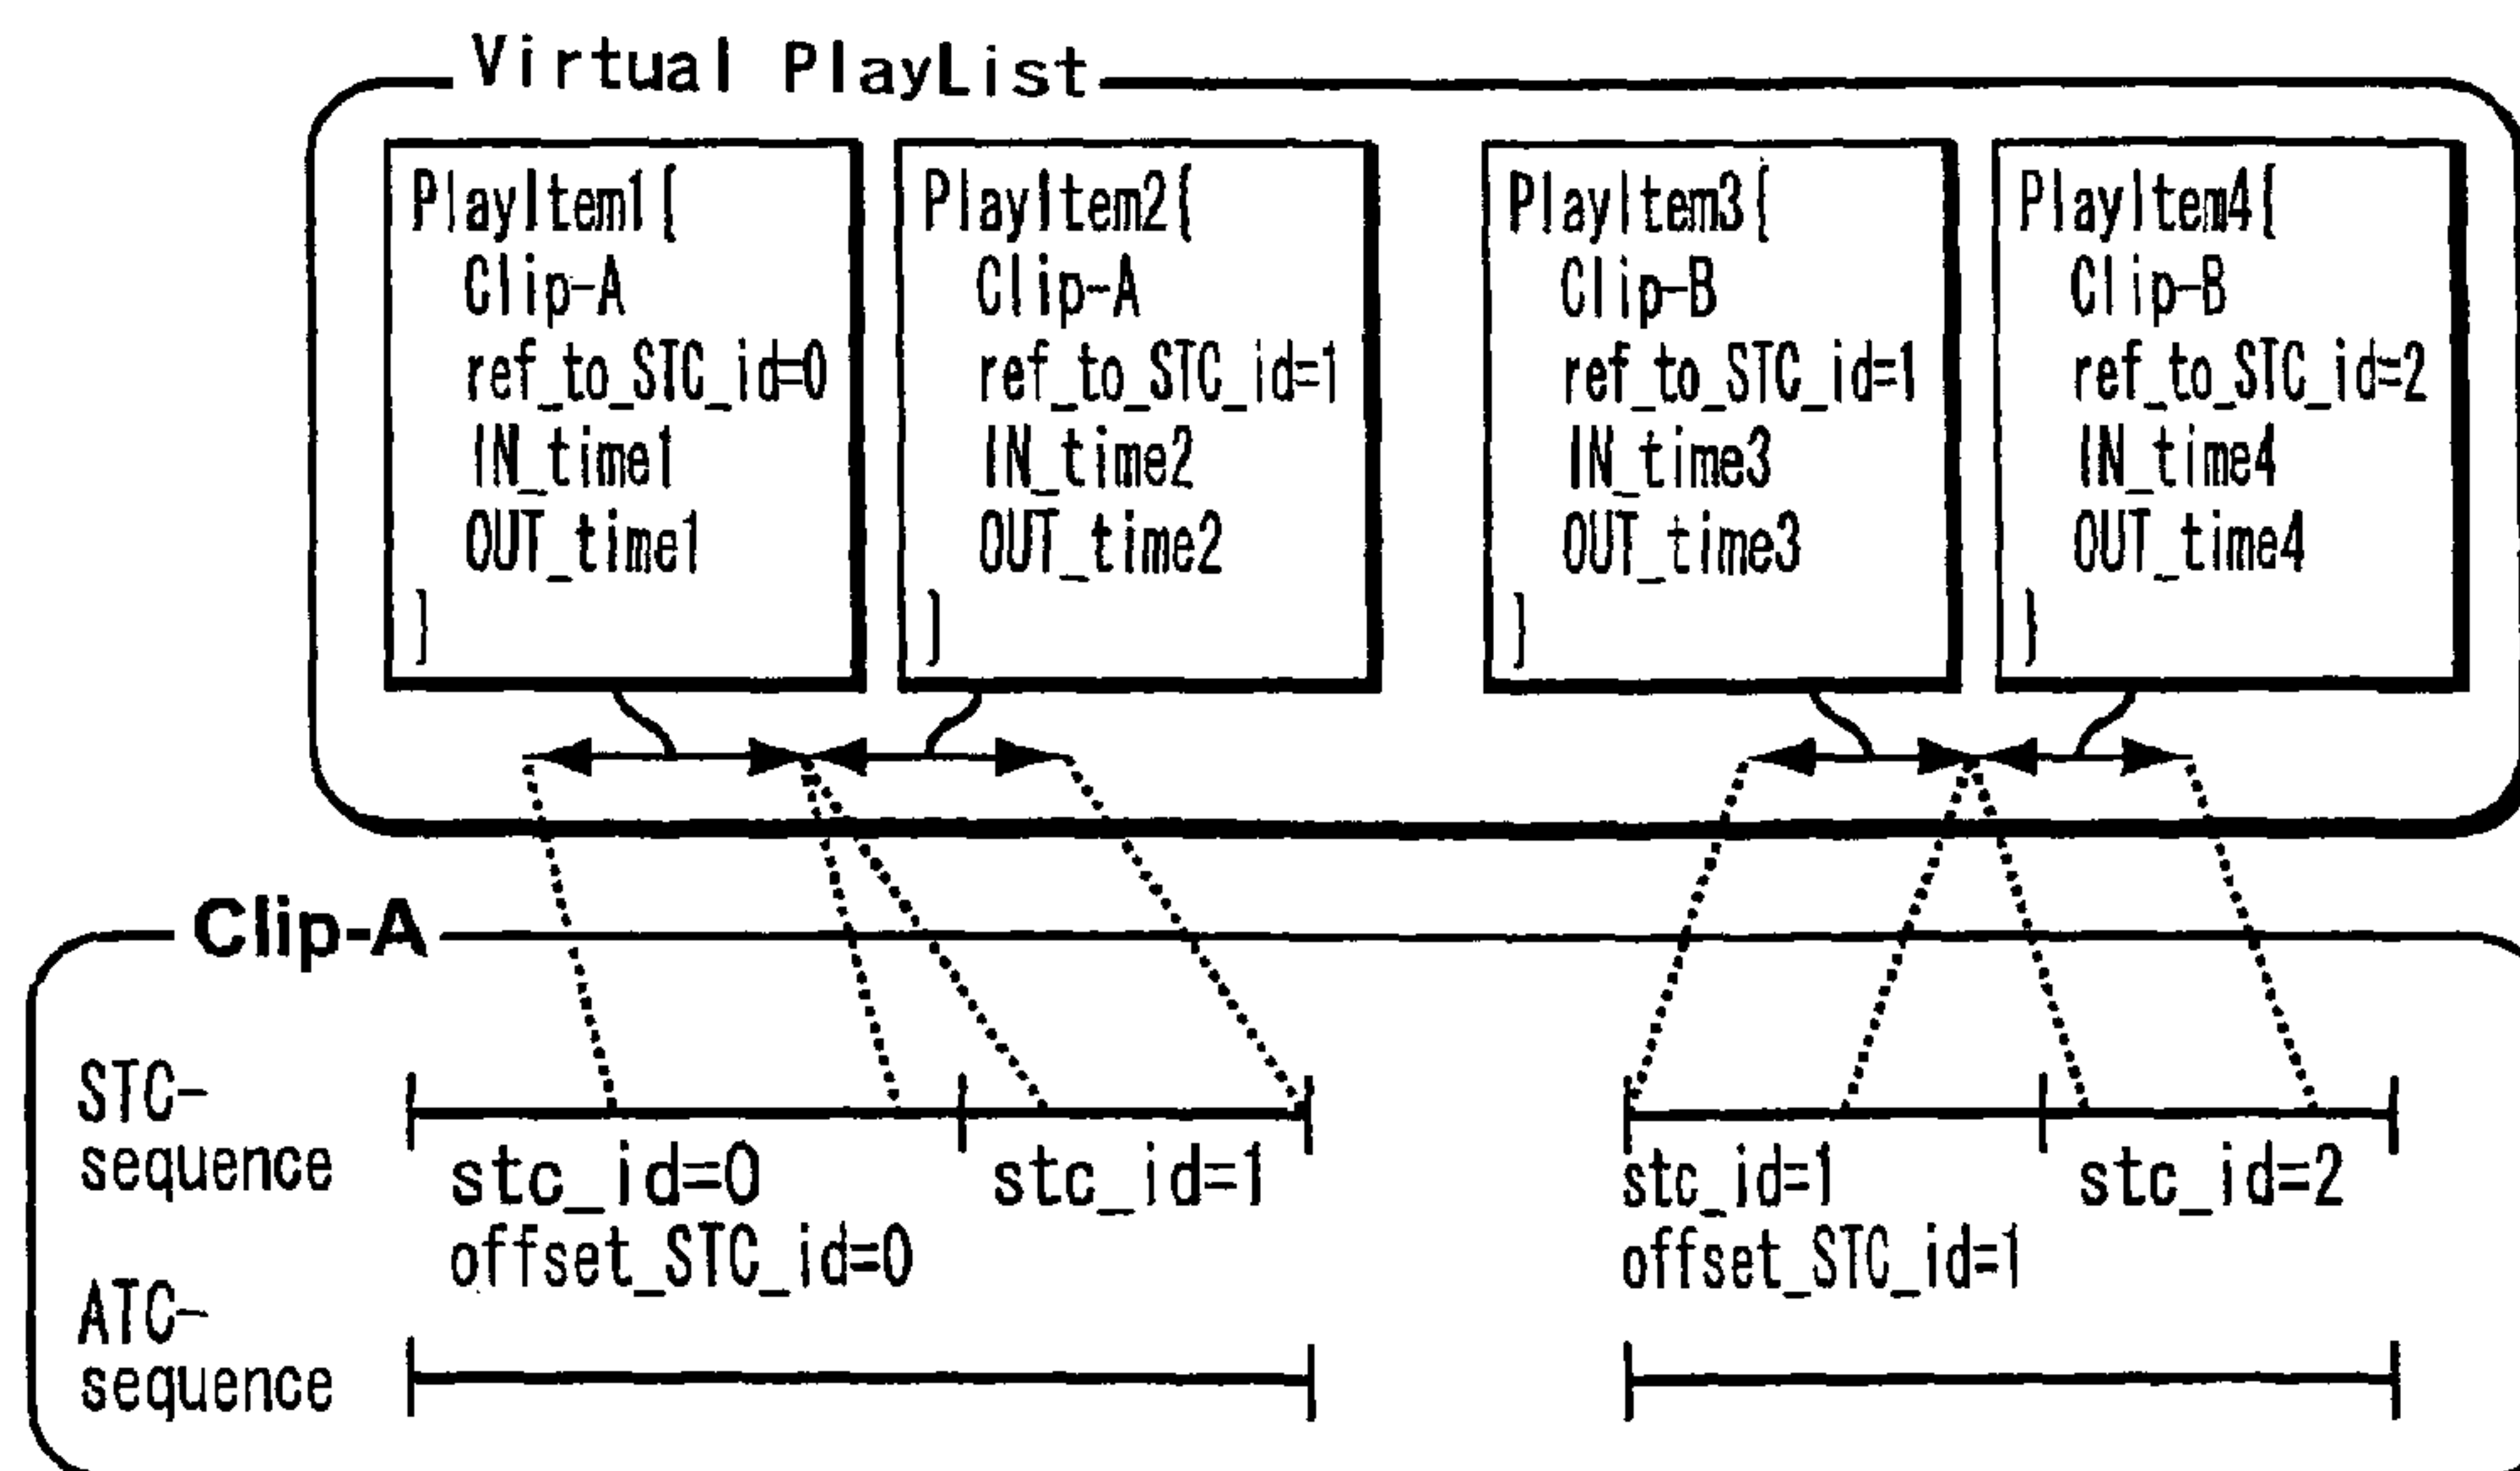 Virtual PlayList
PlayItem1{
Clip-A
ref_to_STC_id=0
IN_time1
OUT_time1
}
PlayItem2{
Clip-A
ref_to_STC_id=1
IN_time2
OUT_time2
}
PlayItem3{
Clip-B
ref_to_STC_id=1
IN_time3
OUT_time3
}
PlayItem4{
Clip-B
ref_to_STC_id=2
IN_time4
OUT_time4
}
Clip-A
STC-
sequence
stc_id=0
offset_STC_id=0
stc_id=1
stc_id=1
offset_STC_id=1
stc_id=2
ATC-
sequence